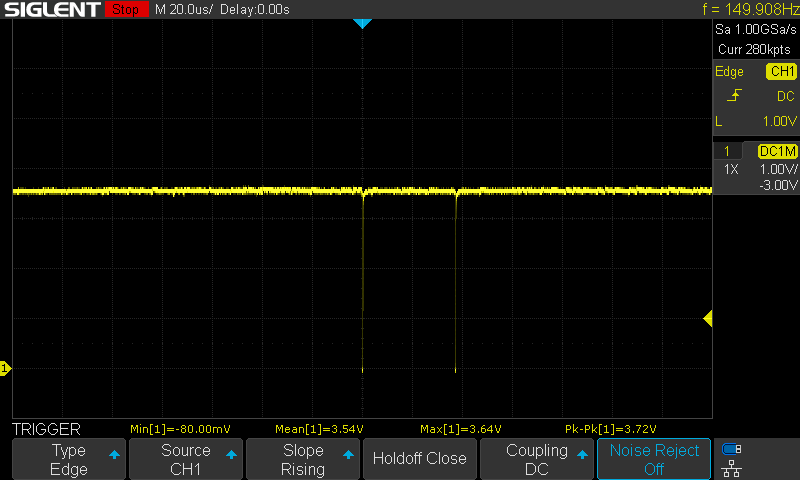 SIGLENT Stop M 20.0us/ Delay:0.00s f = 149.908Hz
Sa 1.00GSa/s
Curr 280kpts
Edge CH1
DC
L 1.00V
1 DC1M
1X 1.00V/
-3.00V
1
TRIGGER Min[1]=-80.00mV Mean[1]=3.54V Max[1]=3.64V Pk-Pk[1]=3.72V
Type Source Slope Holdoff Close Coupling Noise Reject
Edge CH1 Rising DC Off